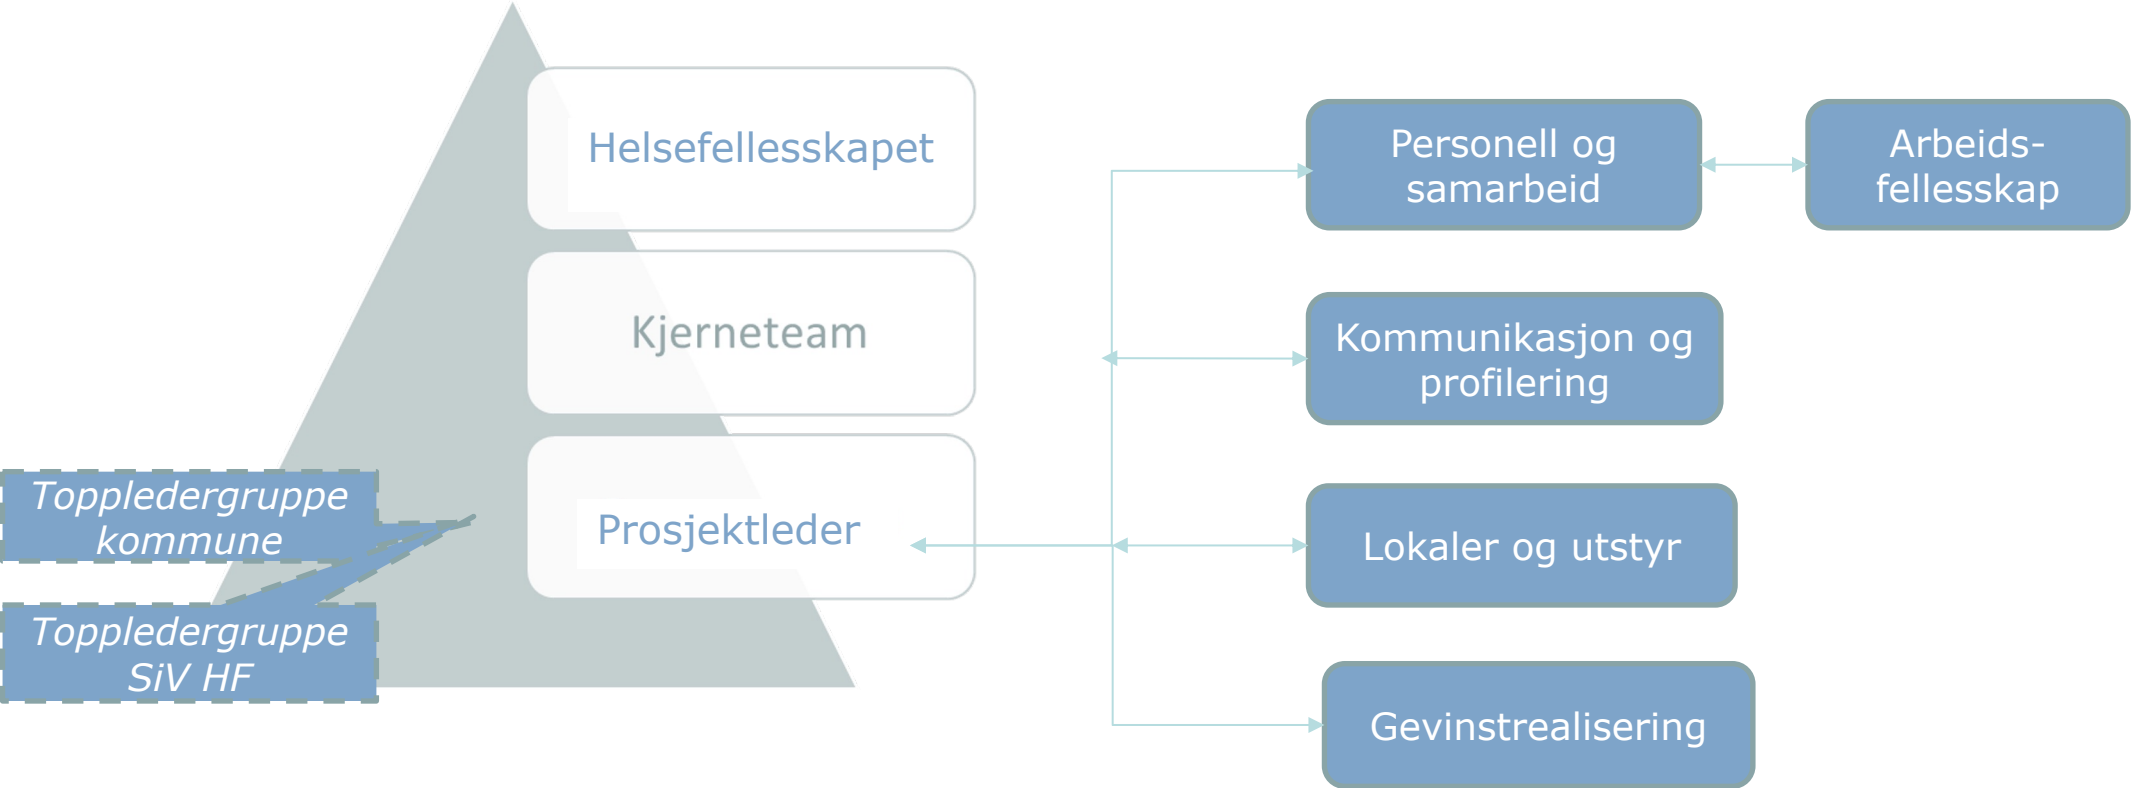 Helsefellesskapet
Kjerneteam
Prosjektleder
Toppledergruppe
kommune
Toppledergruppe
SiV HF
Personell og
samarbeid
Arbeids-
fellesskap
Kommunikasjon og
profilering
Lokaler og utstyr
Gevinstrealisering